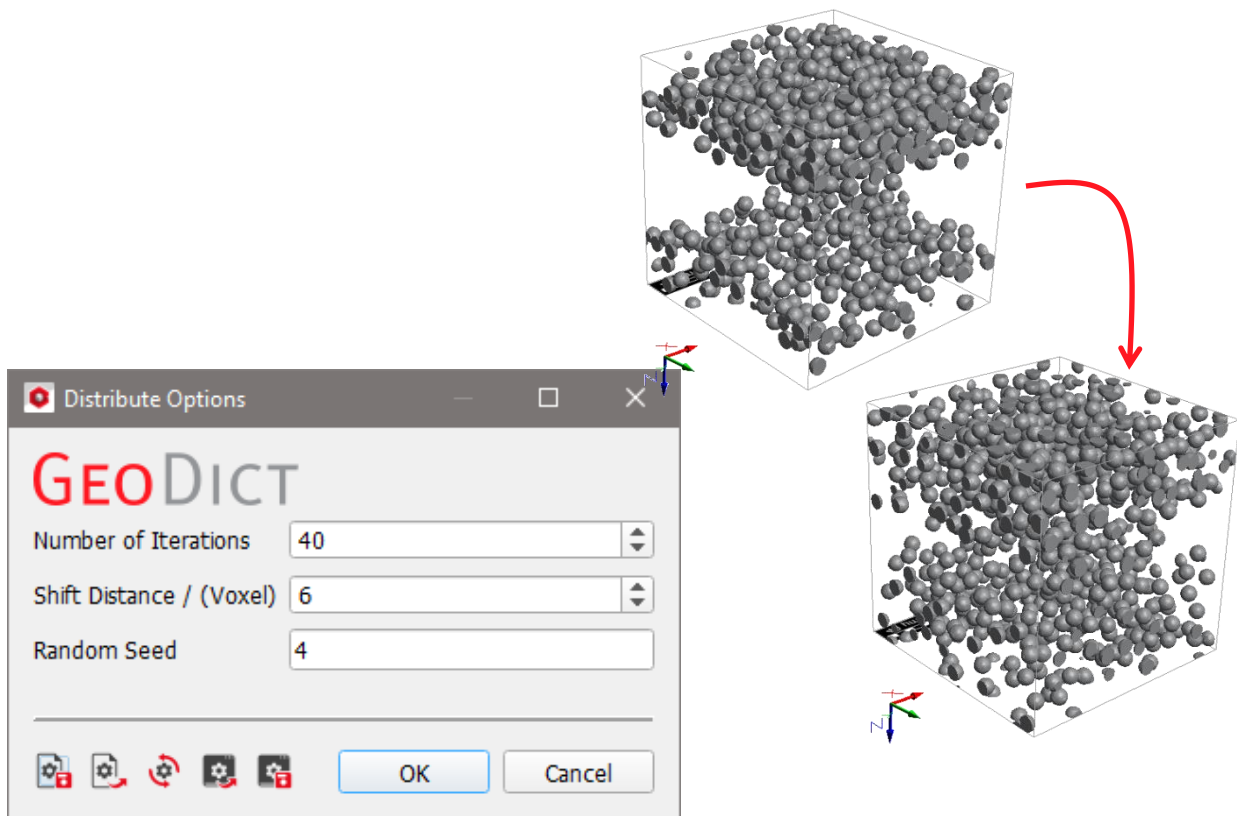 Distribute Options
GEODICT
Number of Iterations 40
Shift Distance / (Voxel) 6
Random Seed 4
OK Cancel
X
Z
X
Z